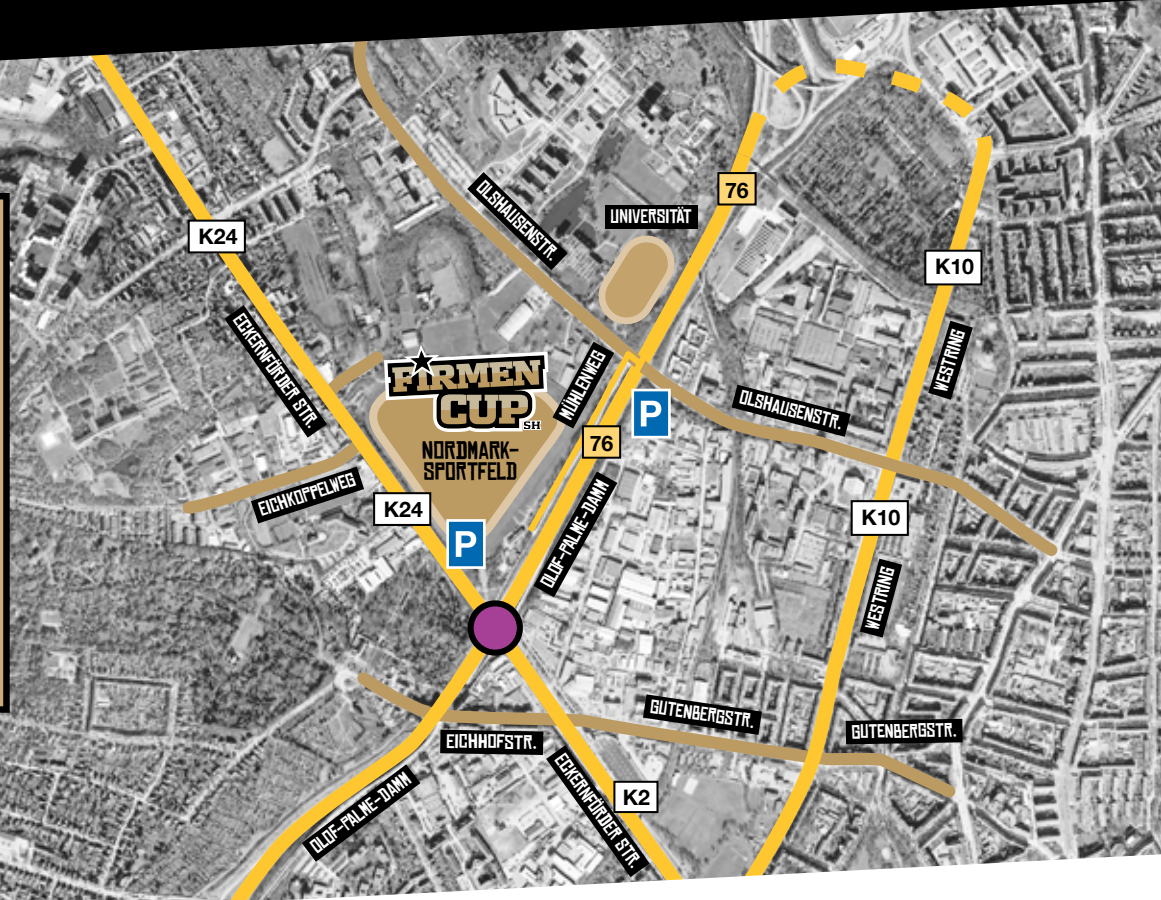 76
OLSHAUSENSTR.
UNIVERSITÄT
K24
K10
ECKERNFÖRDER STR.
WESTRING
FIRMEN
CUP
SH
MÜHLENWEG
P
OLSHAUSENSTR.
76
NORDMARK-
SPORTFELD
EICHKOPPELWEG
K24
K10
P
OLOF-PALME-DAMM
WESTRING
GUTENBERGSTR.
GUTENBERGSTR.
EICHHOFSTR.
K2
ECKERNFÖRDER STR.
OLOF-PALME-DAMM